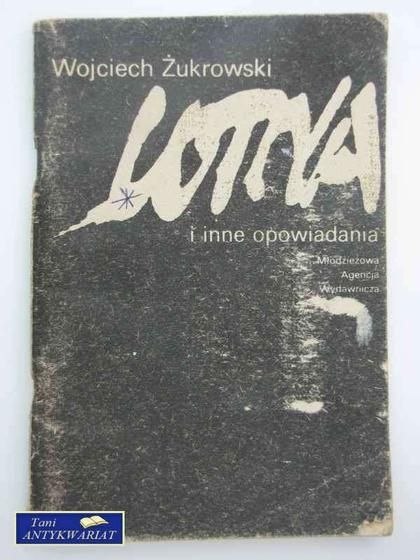 Wojciech Żukrowski
LOTNA
i inne opowiadania
Młodzieżowa
Agencja
Wydawnicza
Tani
ANTYKWARIAT